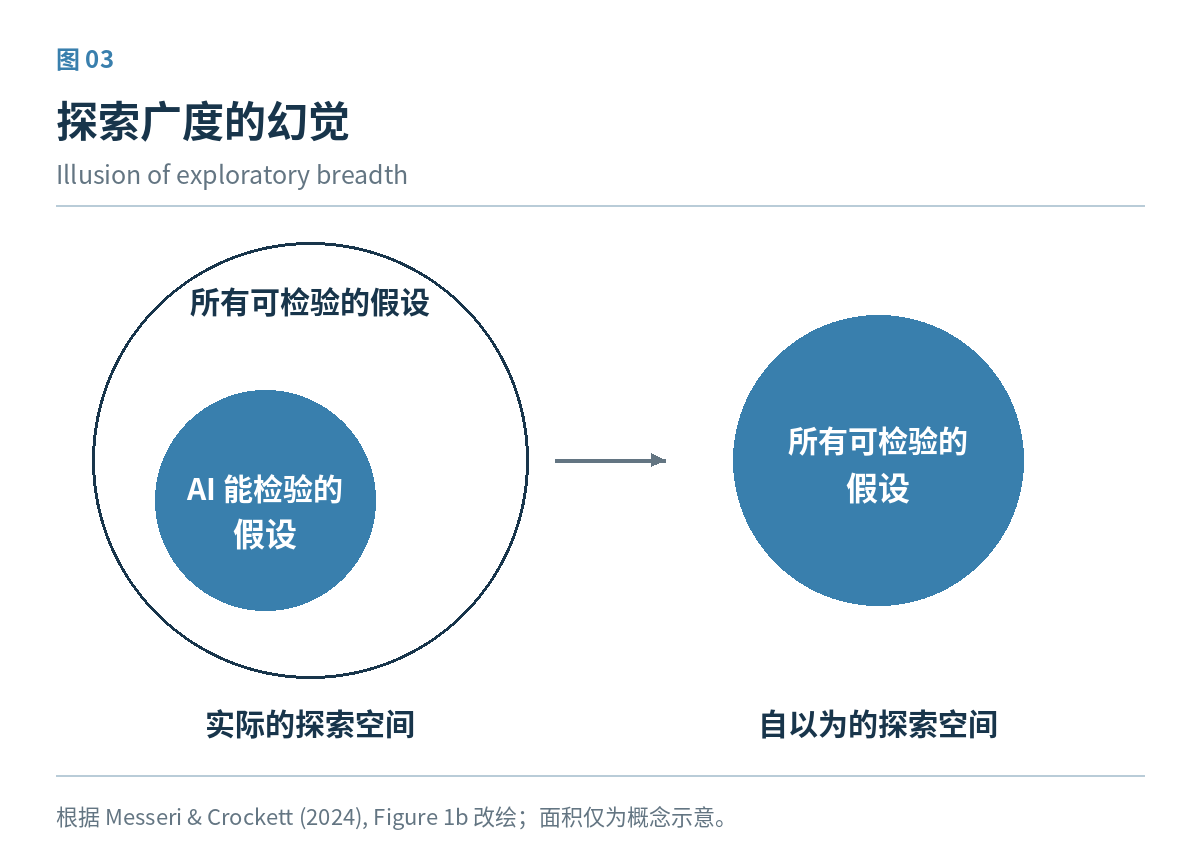 图 03
探索广度的幻觉
Illusion of exploratory breadth
所有可检验的假设
AI 能检验的
假设
所有可检验的
假设
实际的探索空间
自以为的探索空间
根据 Messeri & Crockett (2024), Figure 1b 改绘；面积仅为概念示意。